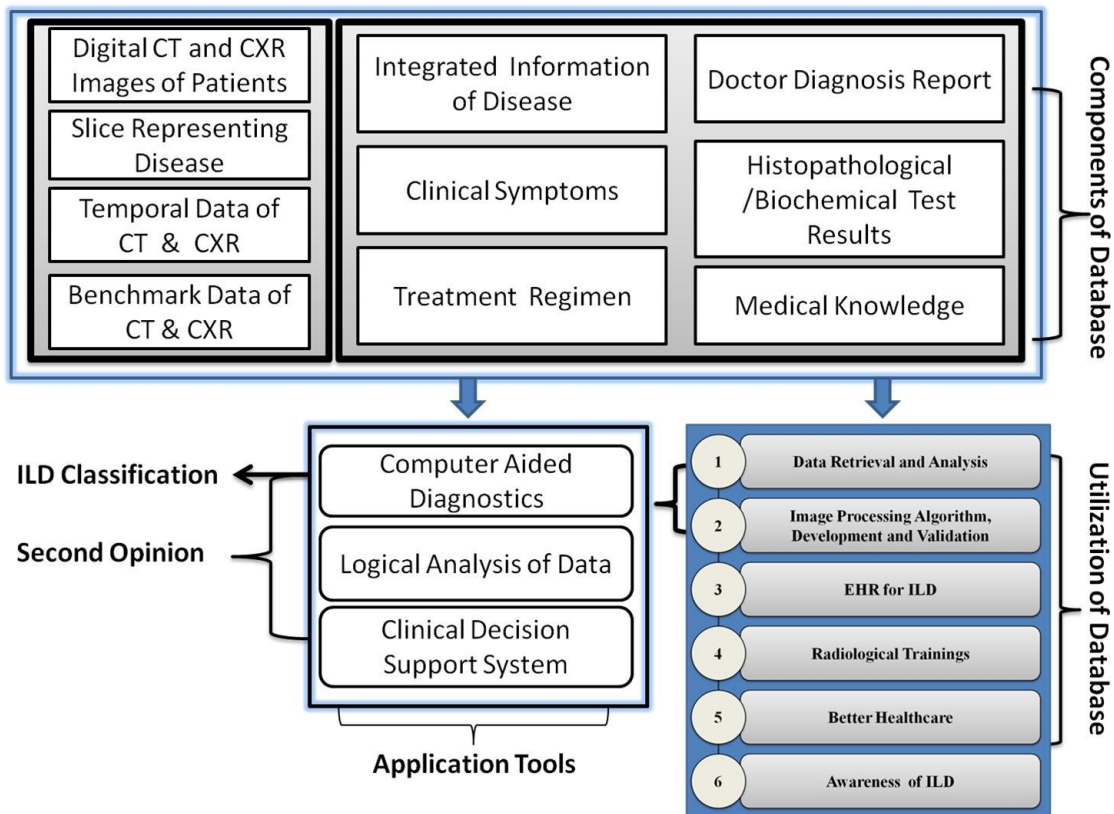 Digital CT and CXR
Images of Patients
Slice Representing
Disease
Temporal Data of
CT & CXR
Benchmark Data of
CT & CXR
Integrated Information
of Disease
Clinical Symptoms
Treatment Regimen
Doctor Diagnosis Report
Histopathological
/Biochemical Test
Results
Medical Knowledge
Components of Database
ILD Classification
Second Opinion
Computer Aided
Diagnostics
Logical Analysis of Data
Clinical Decision
Support System
Application Tools
1 Data Retrieval and Analysis
2 Image Processing Algorithm,
Development and Validation
3 EHR for ILD
4 Radiological Trainings
5 Better Healthcare
6 Awareness of ILD
Utilization of Database